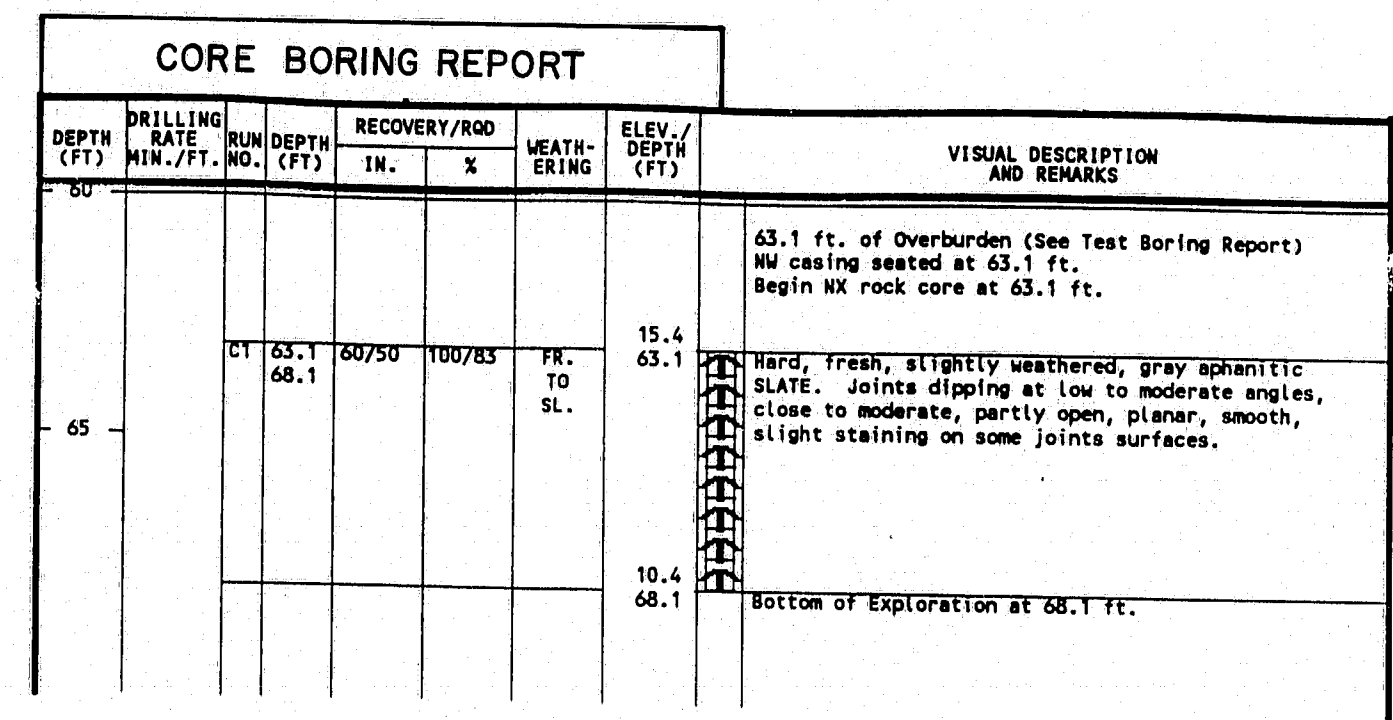 CORE BORING REPORT
DEPTH (FT) DRILLING RATE MIN./FT. RUN NO. DEPTH (FT) RECOVERY/RQD IN. % WEATH- ERING ELEV./ DEPTH (FT) VISUAL DESCRIPTION AND REMARKS
60
63.1 ft. of Overburden (See Test Boring Report)
NW casing seated at 63.1 ft.
Begin NX rock core at 63.1 ft.
15.4
C1 63.1 60/50 100/83 FR. 63.1 Hard, fresh, slightly weathered, gray aphanitic
68.1 TO SLATE. Joints dipping at low to moderate angles,
SL. close to moderate, partly open, planar, smooth,
65 slight staining on some joints surfaces.
10.4
68.1 Bottom of Exploration at 68.1 ft.